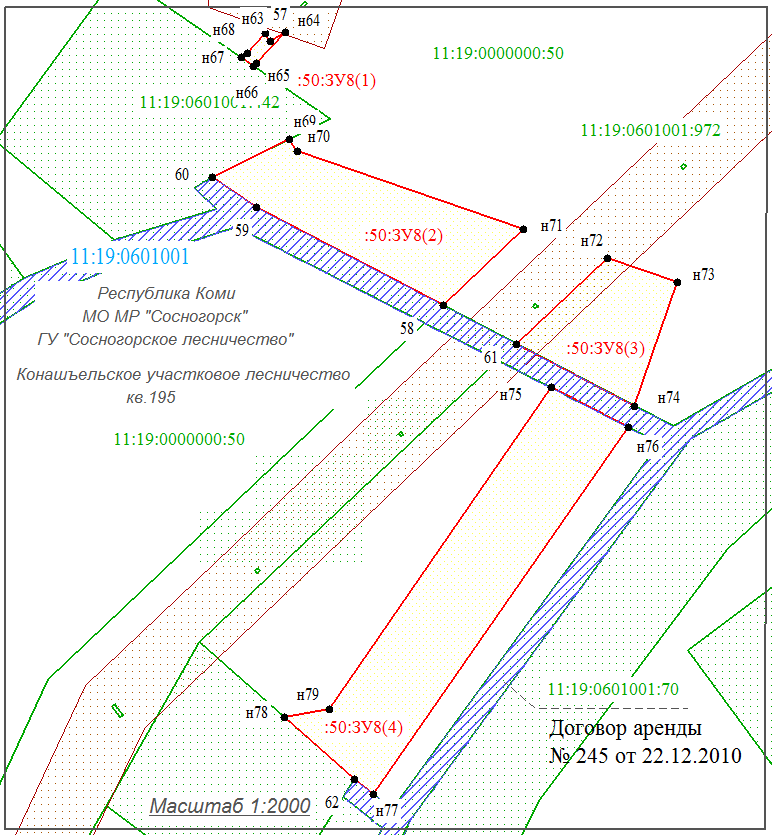 н63
57
н64
н68
н67
н65
н66
:50:ЗУ8(1)
11:19:0000000:50
н69
н70
11:19:0601001:972
60
59
н71
:50:ЗУ8(2)
н72
н73
11:19:0601001
Республика Коми
МО МР "Сосногорск"
ГУ "Сосногорское лесничество"
Конашъельское участковое лесничество
кв.195
58
61
:50:ЗУ8(3)
н75
н74
н76
11:19:0000000:50
н79
н78
:50:ЗУ8(4)
11:19:0601001:70
Договор аренды
№ 245 от 22.12.2010
62
н77
Масштаб 1:2000